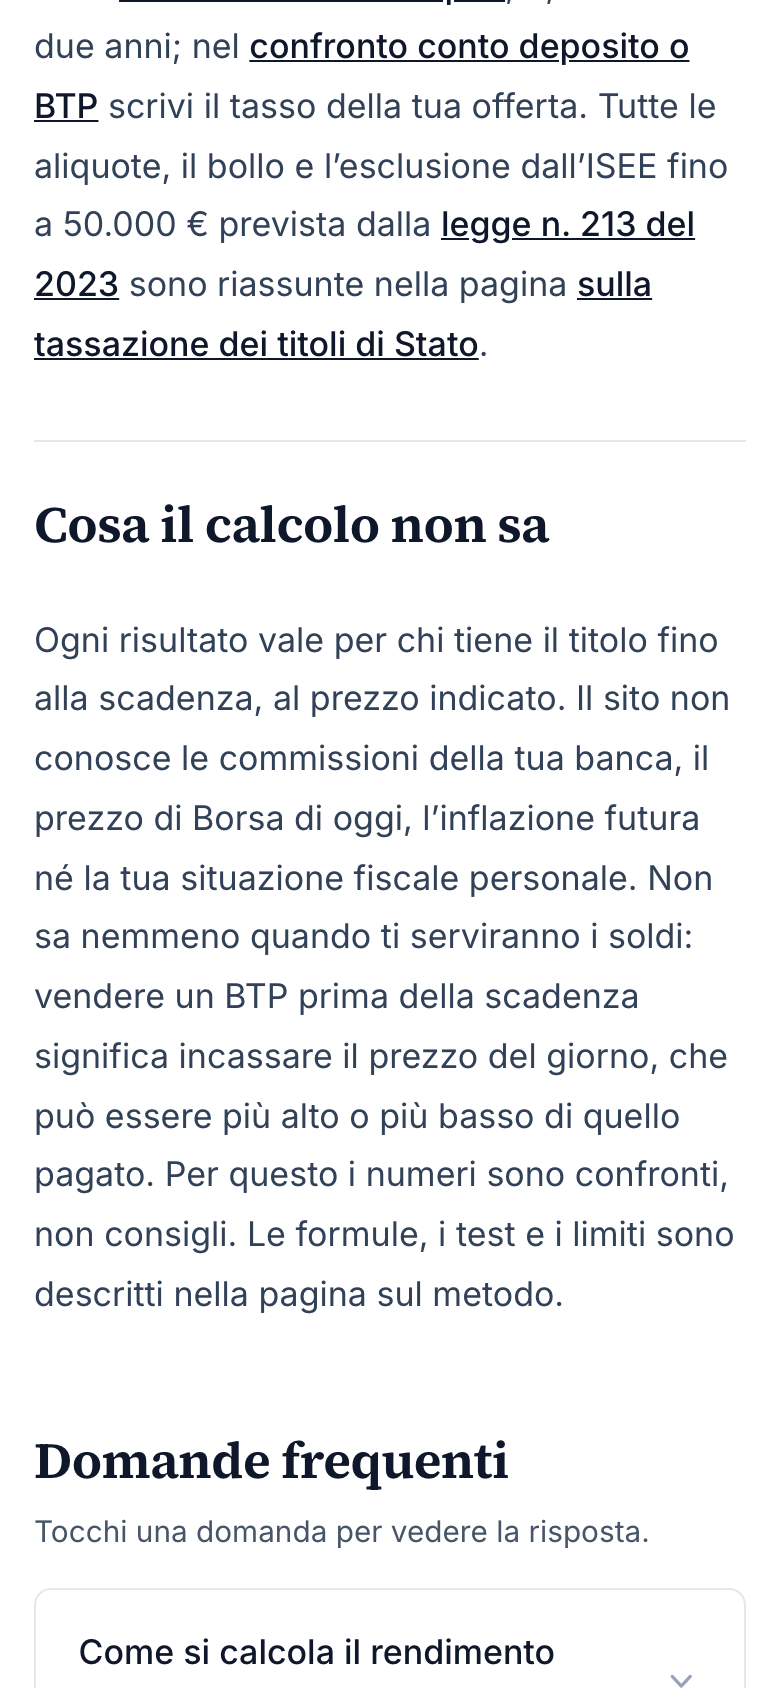 due anni; nel confronto conto deposito o
BTP scrivi il tasso della tua offerta. Tutte le
aliquote, il bollo e l’esclusione dall’ISEE fino
a 50.000 € prevista dalla legge n. 213 del
2023 sono riassunte nella pagina sulla
tassazione dei titoli di Stato.
Cosa il calcolo non sa
Ogni risultato vale per chi tiene il titolo fino
alla scadenza, al prezzo indicato. Il sito non
conosce le commissioni della tua banca, il
prezzo di Borsa di oggi, l’inflazione futura
né la tua situazione fiscale personale. Non
sa nemmeno quando ti serviranno i soldi:
vendere un BTP prima della scadenza
significa incassare il prezzo del giorno, che
può essere più alto o più basso di quello
pagato. Per questo i numeri sono confronti,
non consigli. Le formule, i test e i limiti sono
descritti nella pagina sul metodo.
Domande frequenti
Tocchi una domanda per vedere la risposta.
Come si calcola il rendimento